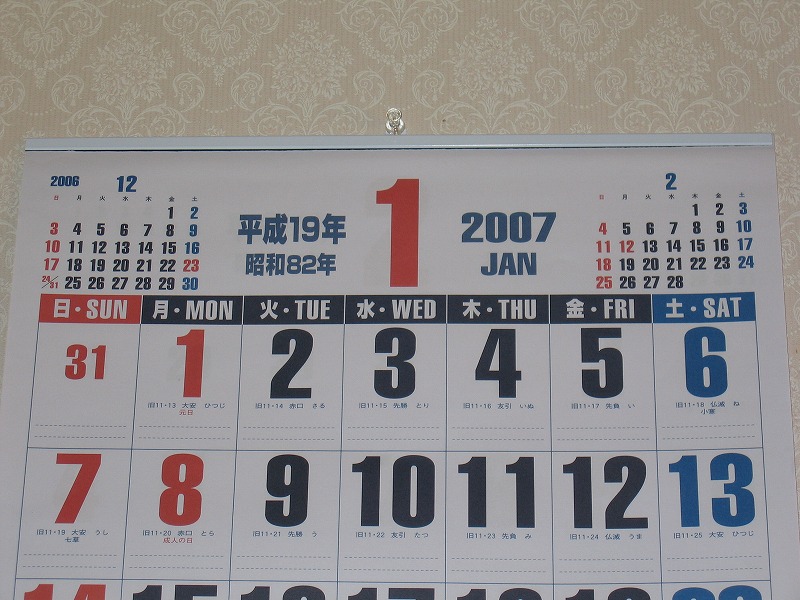 2006 12
日 月 火 水 木 金 土
1 2
3 4 5 6 7 8 9
10 11 12 13 14 15 16
17 18 19 20 21 22 23
24/31 25 26 27 28 29 30
平成19年
昭和82年
1
2007
JAN
2
日 月 火 水 木 金 土
1 2 3
4 5 6 7 8 9 10
11 12 13 14 15 16 17
18 19 20 21 22 23 24
25 26 27 28
日・SUN 月・MON 火・TUE 水・WED 木・THU 金・FRI 土・SAT
31 1 2 3 4 5 6
旧11・13 大安 ひつじ 旧11・14 赤口 さる 旧11・15 先勝 とり 旧11・16 友引 いぬ 旧11・17 先負 い 旧11・18 仏滅 ね
元日 小寒
7 8 9 10 11 12 13
旧11・19 大安 うし 旧11・20 赤口 とら 旧11・21 先勝 う 旧11・22 友引 たつ 旧11・23 先負 み 旧11・24 仏滅 うま 旧11・25 大安 ひつじ
七草 成人の日
14 15 16 17 18 19 20